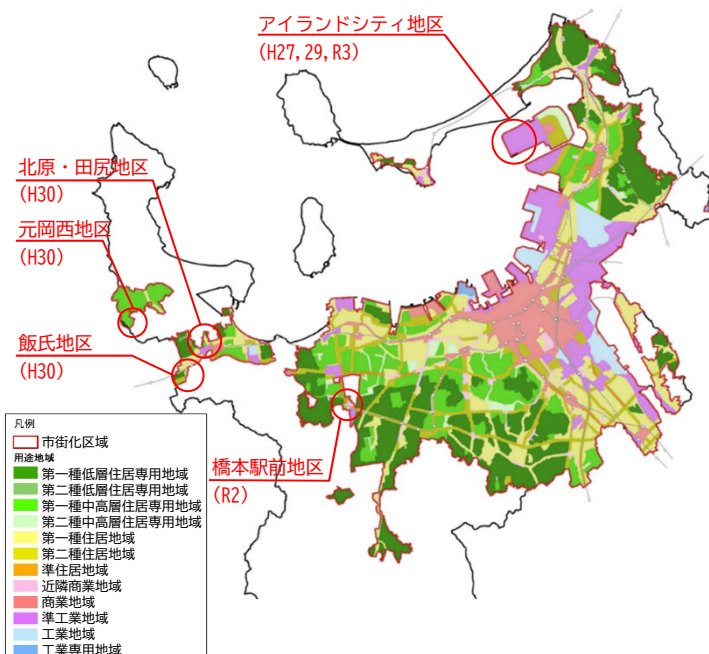 アイランドシティ地区
(H27,29,R3)
北原・田尻地区
(H30)
元岡西地区
(H30)
飯氏地区
(H30)
橋本駅前地区
(R2)
凡例
市街化区域
用途地域
第一種低層住居専用地域
第二種低層住居専用地域
第一種中高層住居専用地域
第二種中高層住居専用地域
第一種住居地域
第二種住居地域
準住居地域
近隣商業地域
商業地域
準工業地域
工業地域
工業専用地域